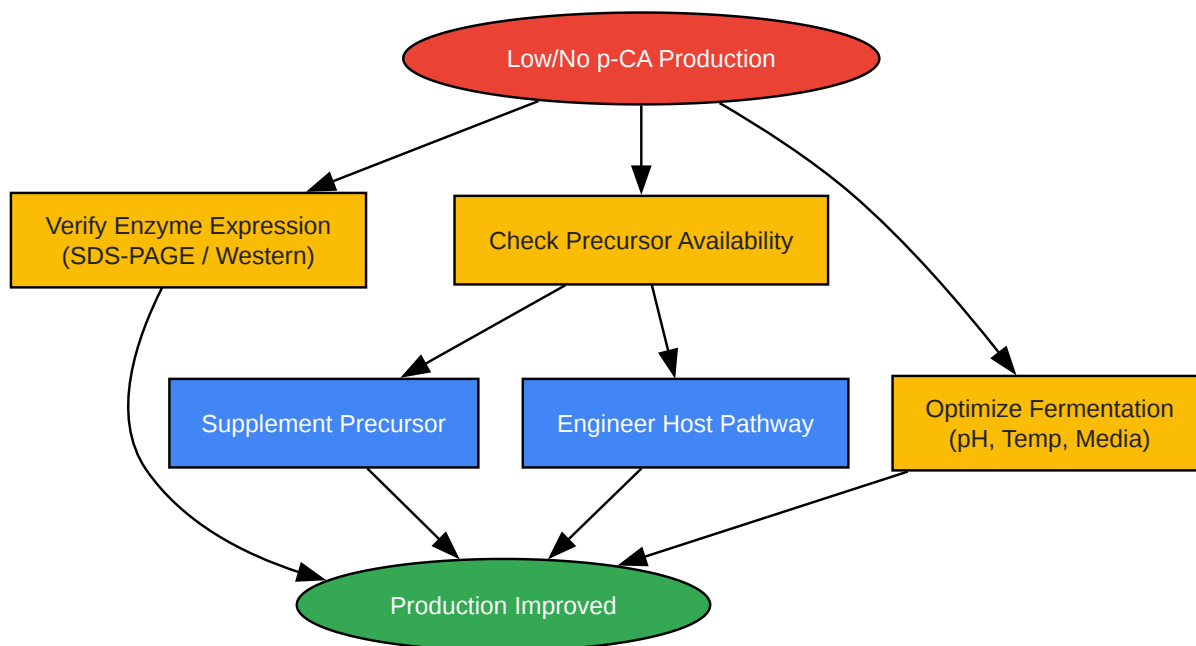 Low/No p-CA Production
Verify Enzyme Expression
(SDS-PAGE / Western)
Check Precursor Availability
Supplement Precursor
Engineer Host Pathway
Optimize Fermentation
(pH, Temp, Media)
Production Improved